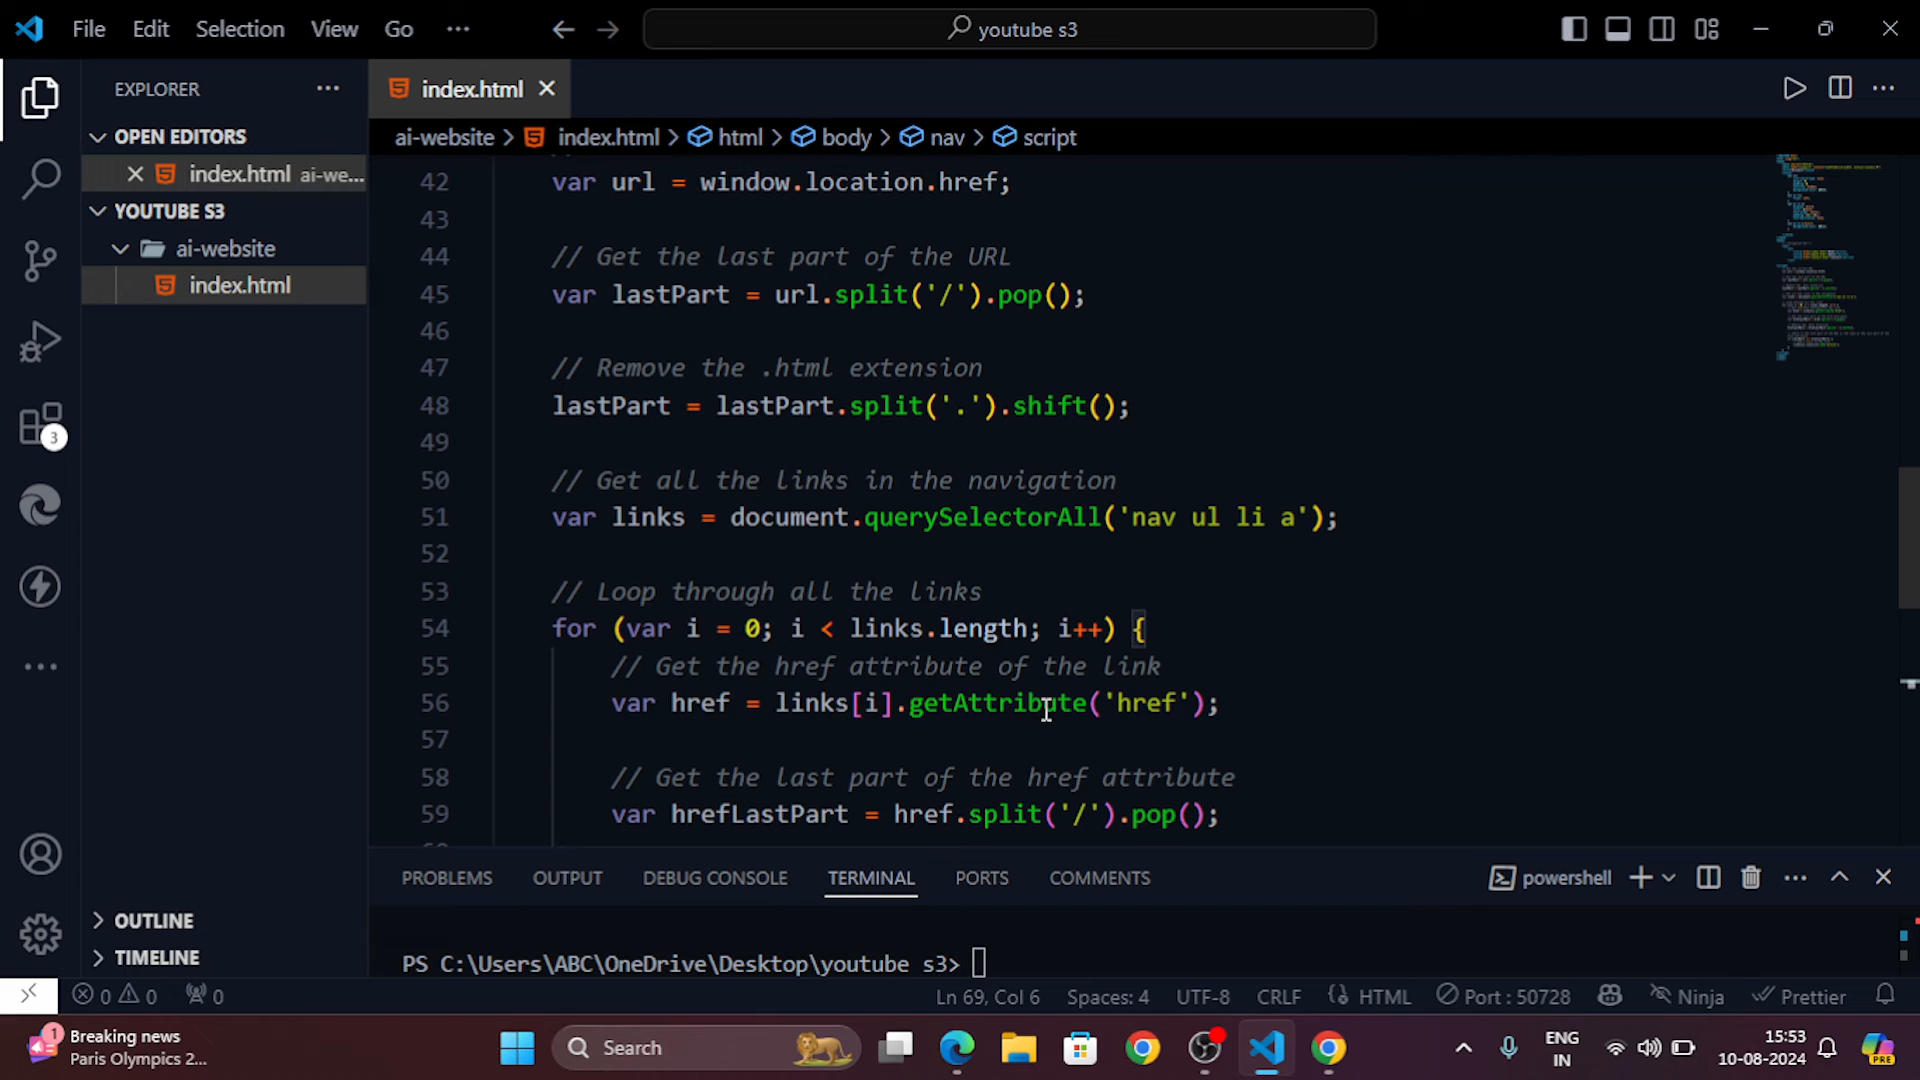 File Edit Selection View Go ··· youtube s3
EXPLORER ···
OPEN EDITORS
index.html ai-we...
YOUTUBE S3
ai-website
index.html
OUTLINE
TIMELINE
3
index.html
ai-website > index.html > html > body > nav > script
42 var url = window.location.href;
43
44 // Get the last part of the URL
45 var lastPart = url.split('/').pop();
46
47 // Remove the .html extension
48 lastPart = lastPart.split('.').shift();
49
50 // Get all the links in the navigation
51 var links = document.querySelectorAll('nav ul li a');
52
53 // Loop through all the links
54 for (var i = 0; i < links.length; i++) {
55 // Get the href attribute of the link
56 var href = links[i].getAttribute('href');
57
58 // Get the last part of the href attribute
59 var hrefLastPart = href.split('/').pop();
PROBLEMS OUTPUT DEBUG CONSOLE TERMINAL PORTS COMMENTS powershell
PS C:\Users\ABC\OneDrive\Desktop\youtube s3>
0 0 0 Ln 69, Col 6 Spaces: 4 UTF-8 CRLF HTML Port : 50728 Ninja Prettier
1 Breaking news
Paris Olympics 2...
Search
ENG
IN
15:53
10-08-2024
PRE